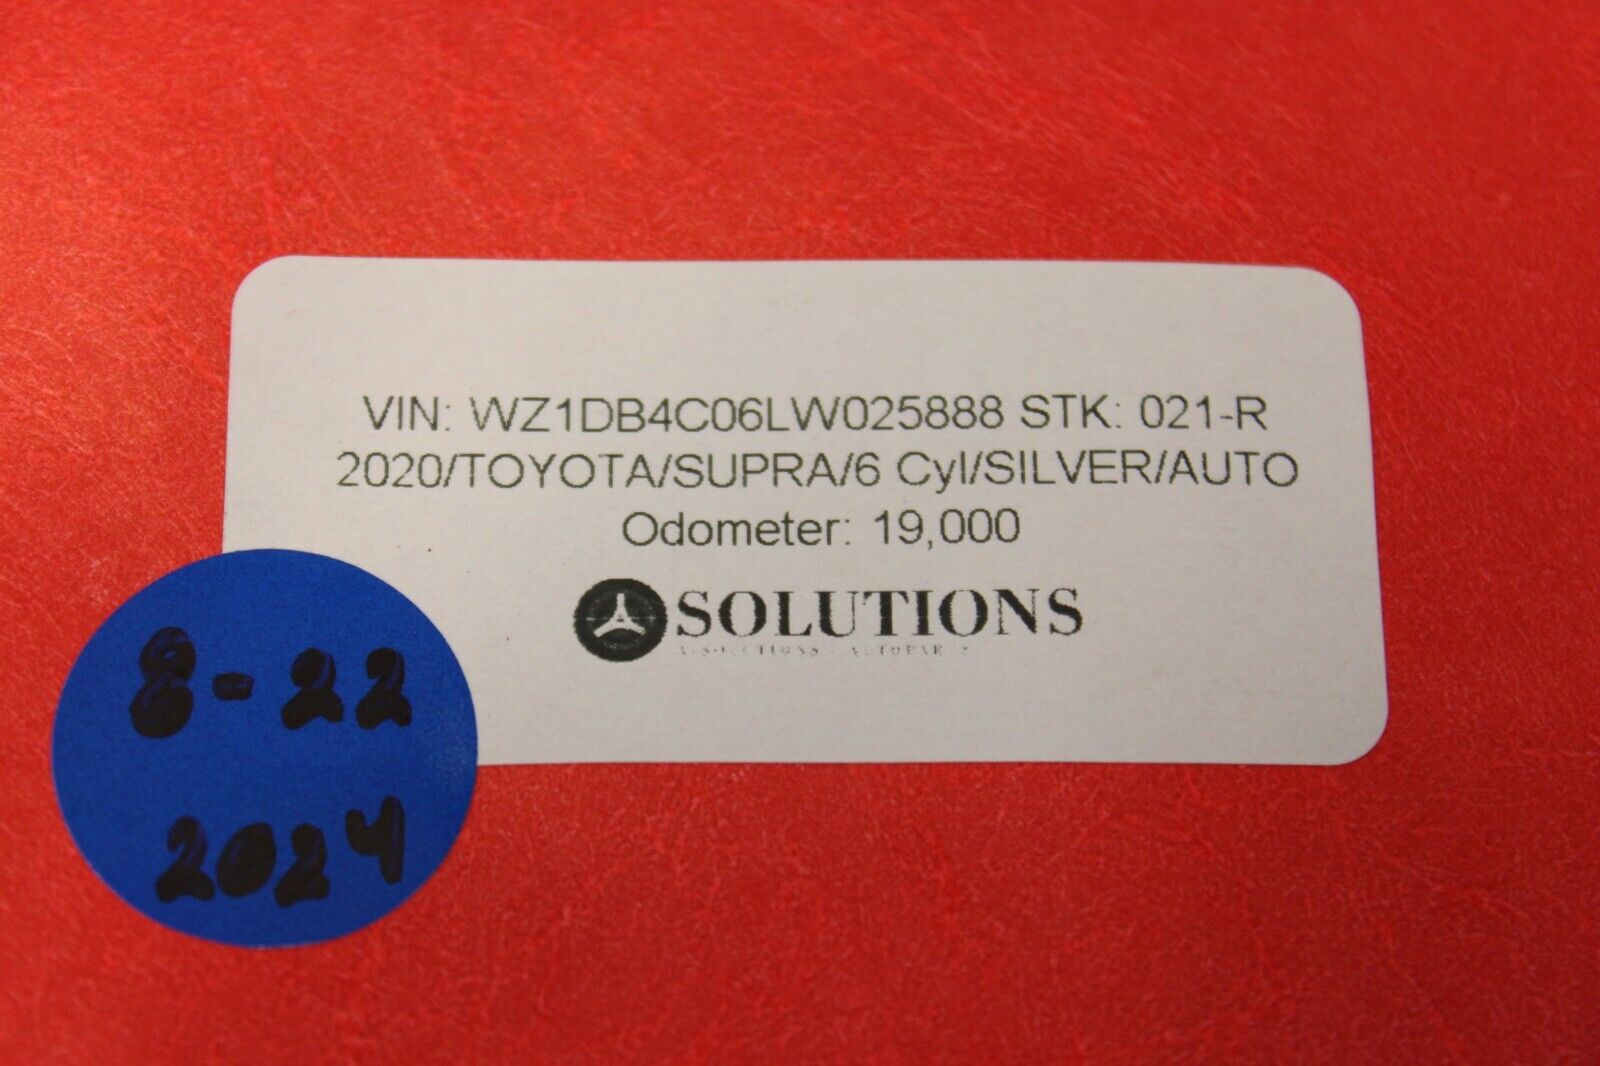 VIN: WZ1DB4C06LW025888 STK: 021-R
2020/TOYOTA/SUPRA/6 Cyl/SILVER/AUTO
Odometer: 19,000
SOLUTIONS
8-22
2024